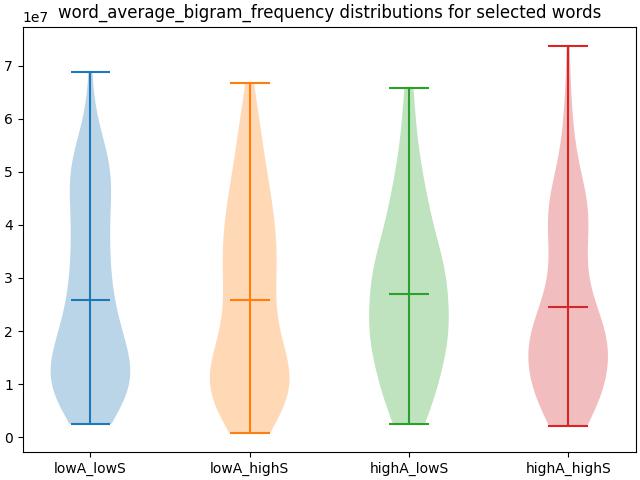 word_average_bigram_frequency distributions for selected words
1e7
7
6
5
4
3
2
1
0
lowA_lowS lowA_highS highA_lowS highA_highS